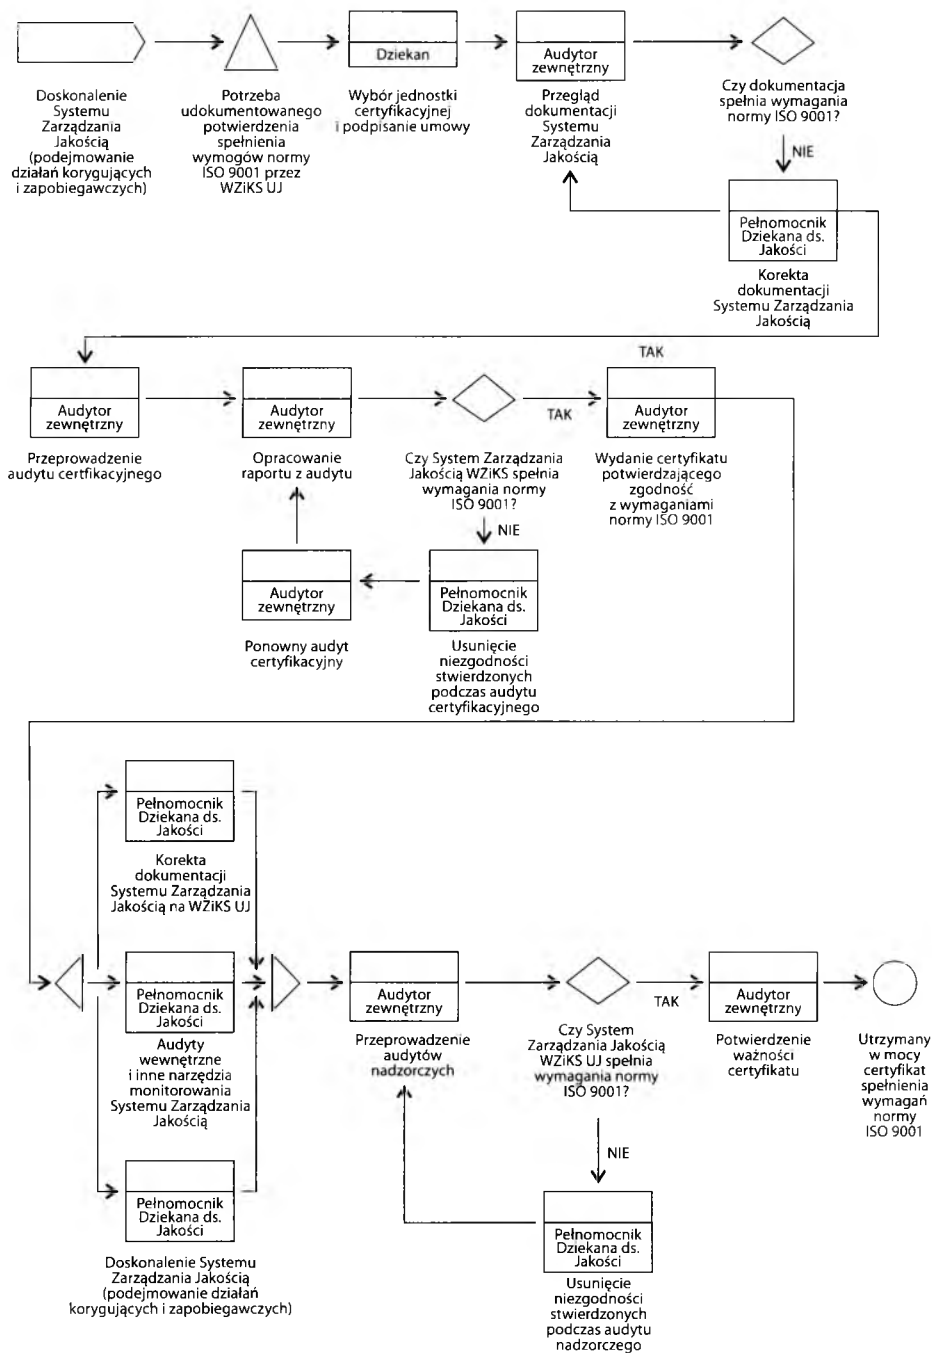 Dziekan
Audytor
zewnętrzny
Doskonalenie
Systemu
Zarządzania
Jakością
(podejmowanie
działań korygujących
i zapobiegawczych)
Potrzeba
udokumentowanego
potwierdzenia
spełnienia
wymogów normy
ISO 9001 przez
WZiKS UJ
Wybór jednostki
certyfikacyjnej
i podpisanie umowy
Przegląd
dokumentacji
Systemu
Zarządzania
Jakością
Czy dokumentacja
spełnia wymagania
normy ISO 9001?
NIE
Pełnomocnik
Dziekana ds.
Jakości
Korekta
dokumentacji
Systemu Zarządzania
Jakością
TAK
Audytor
zewnętrzny
Przeprowadzenie
audytu certfikacyjnego
Audytor
zewnętrzny
Opracowanie
raportu z audytu
Czy System Zarządzania
Jakością WZiKS spełnia
wymagania normy
ISO 9001?
TAK
Audytor
zewnętrzny
Wydanie certyfikatu
potwierdzającego
zgodność
z wymaganiami
normy ISO 9001
NIE
Audytor
zewnętrzny
Ponowny audyt
certyfikacyjny
Pełnomocnik
Dziekana ds.
Jakości
Usunięcie
niezgodności
stwierdzonych
podczas audytu
certyfikacyjnego
Pełnomocnik
Dziekana ds.
Jakości
Korekta
dokumentacji
Systemu Zarządzania
Jakością na WZiKS UJ
Pełnomocnik
Dziekana ds.
Jakości
Audyty
wewnętrzne
i inne narzędzia
monitorowania
Systemu Zarządzania
Jakością
Pełnomocnik
Dziekana ds.
Jakości
Doskonalenie Systemu
Zarządzania Jakością
(podejmowanie działań
korygujących i zapobiegawczych)
Audytor
zewnętrzny
Przeprowadzenie
audytów
nadzorczych
Czy System
Zarządzania Jakością
WZiKS UJ spełnia
wymagania normy
ISO 9001?
TAK
Audytor
zewnętrzny
Potwierdzenie
ważności
certyfikatu
Utrzymany
w mocy
certyfikat
spełnienia
wymagań
normy
ISO 9001
NIE
Pełnomocnik
Dziekana ds.
Jakości
Usunięcie
niezgodności
stwierdzonych
podczas audytu
nadzorczego